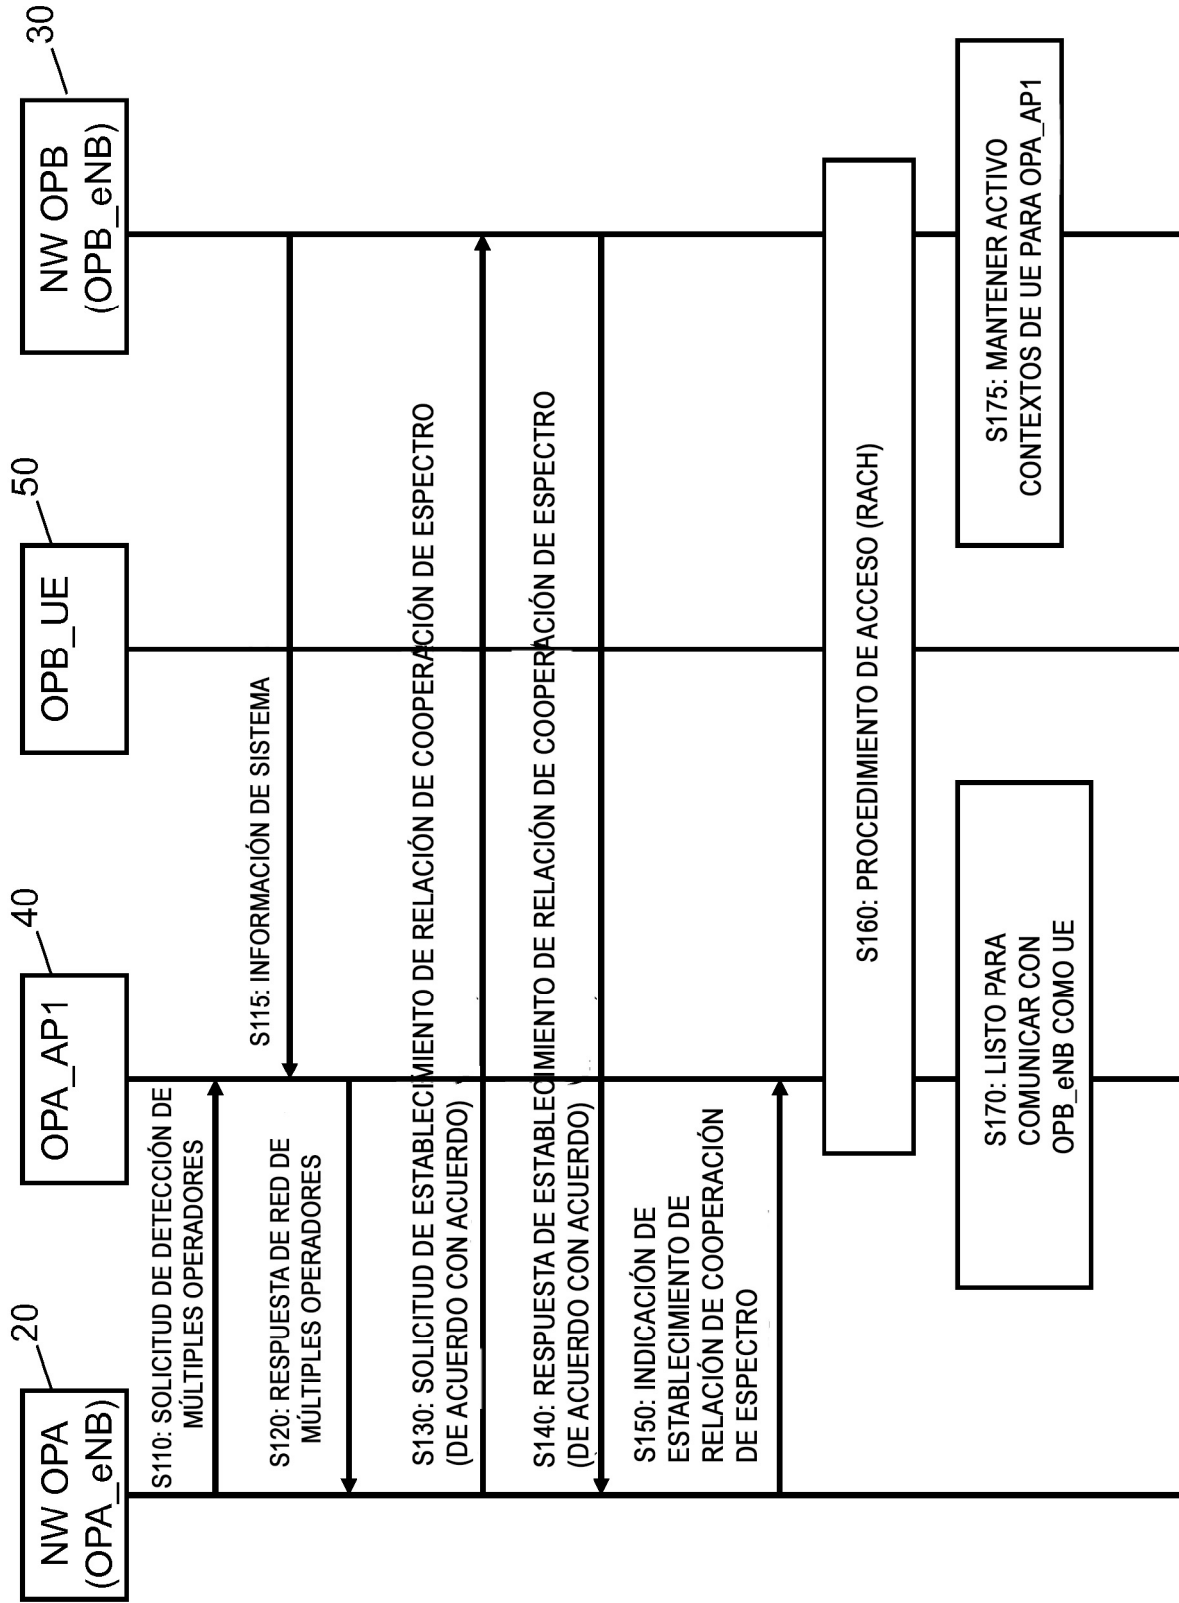 20
NW OPA
(OPA_eNB)
40
OPA_AP1
50
OPB_UE
30
NW OPB
(OPB_eNB)
S110: SOLICITUD DE DETECCIÓN DE
MÚLTIPLES OPERADORES
S115: INFORMACIÓN DE SISTEMA
S120: RESPUESTA DE RED DE
MÚLTIPLES OPERADORES
S130: SOLICITUD DE ESTABLECIMIENTO DE RELACIÓN DE COOPERACIÓN DE ESPECTRO
(DE ACUERDO CON ACUERDO)
S140: RESPUESTA DE ESTABLECIMIENTO DE RELACIÓN DE COOPERACIÓN DE ESPECTRO
(DE ACUERDO CON ACUERDO)
S150: INDICACIÓN DE
ESTABLECIMIENTO DE
RELACIÓN DE COOPERACIÓN
DE ESPECTRO
S160: PROCEDIMIENTO DE ACCESO (RACH)
S170: LISTO PARA
COMUNICAR CON
OPB_eNB COMO UE
S175: MANTENER ACTIVO
CONTEXTOS DE UE PARA OPA_AP1